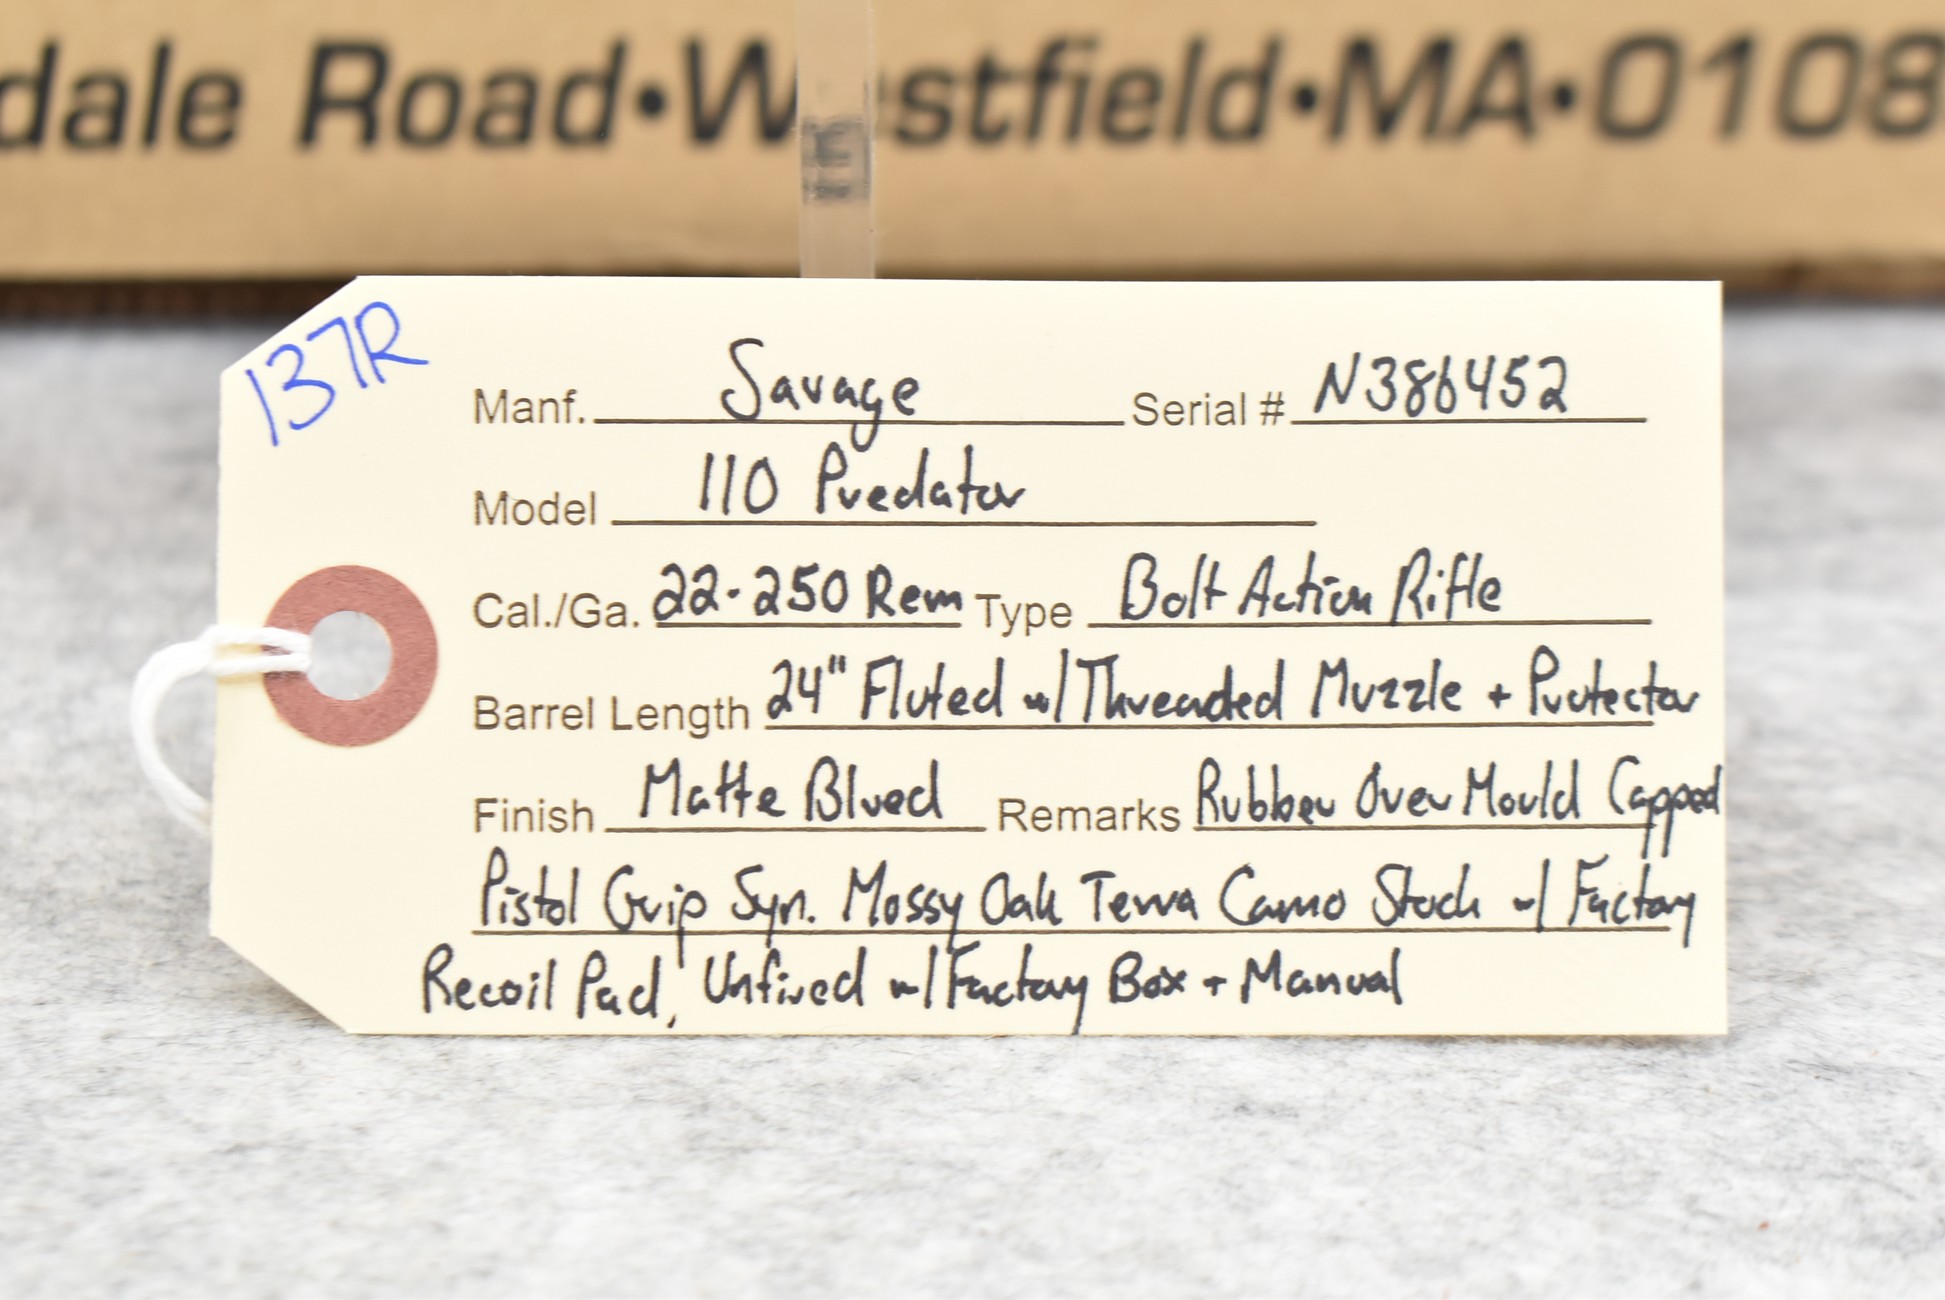 dale Road•Westfield•MA•0108
137R
Manf. Savage Serial # N386452
Model 110 Predator
Cal./Ga. 22-250 Rem Type Bolt Action Rifle
Barrel Length 24" Fluted w/Threaded Muzzle + Protector
Finish Matte Blued Remarks Rubber Over Mould Capped
Pistol Grip Syn. Mossy Oak Terra Camo Stock w/ Factory
Recoil Pad, Unfired w/Factory Box + Manual